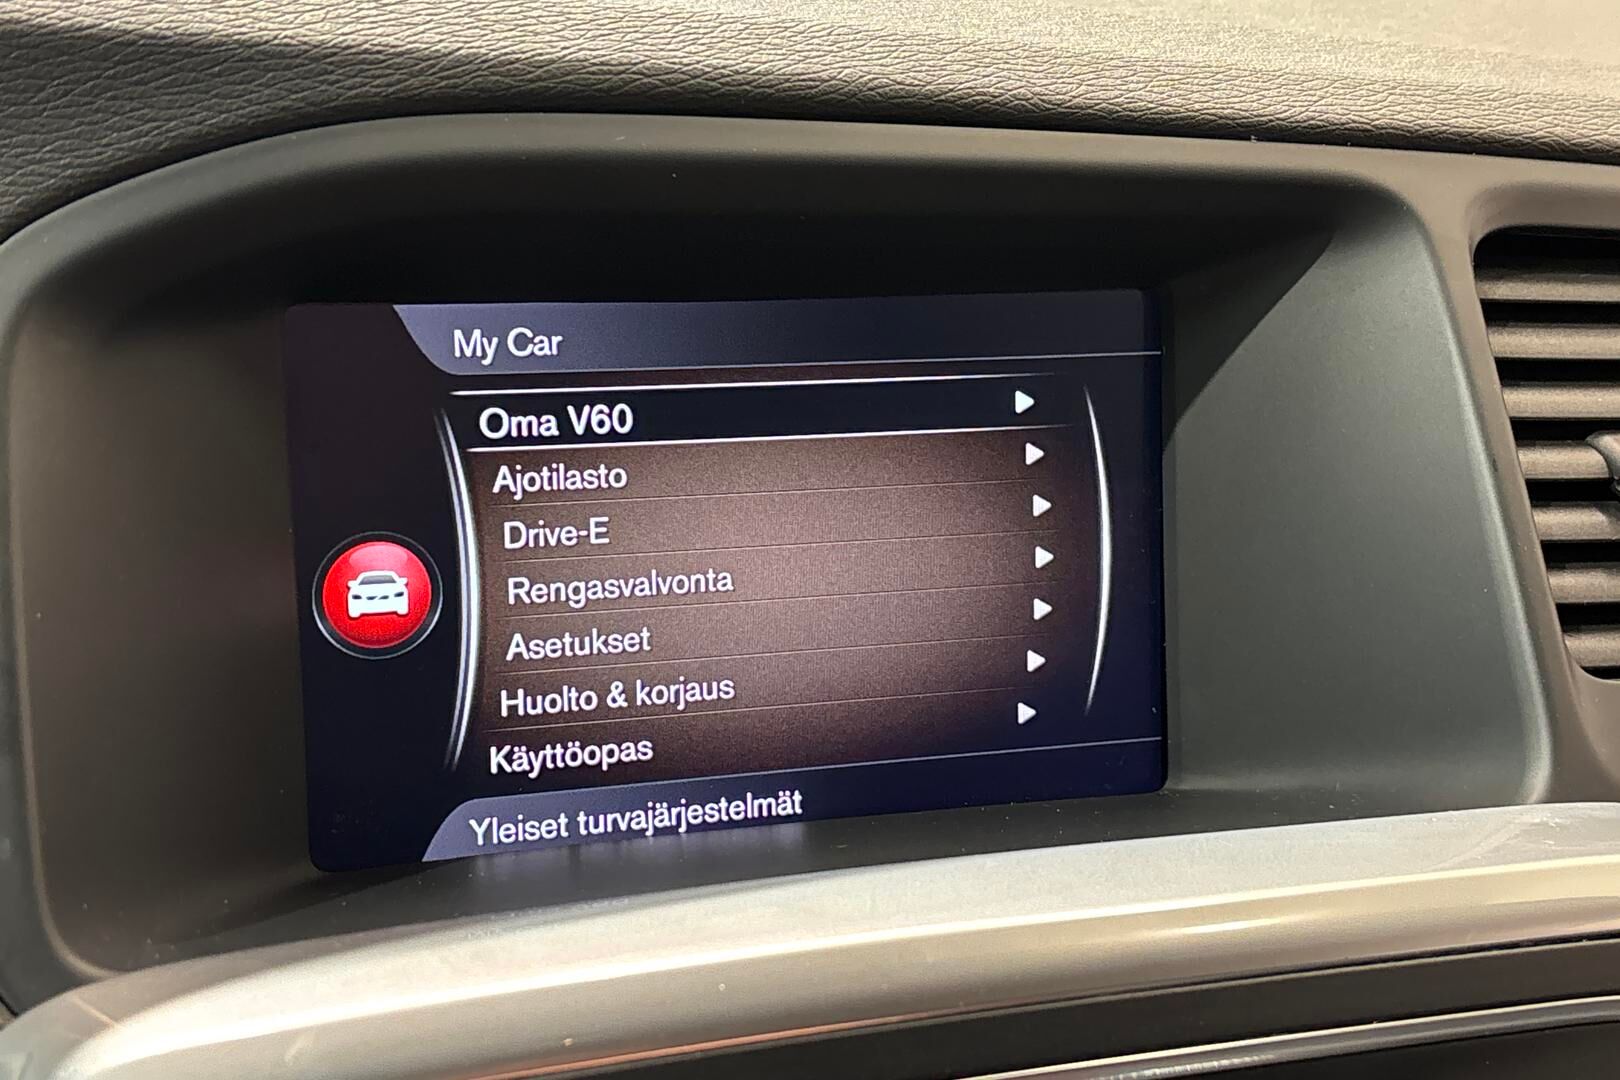 My Car
Oma V60
Ajotilasto
Drive-E
Rengasvalvonta
Asetukset
Huolto & korjaus
Käyttöopas
Yleiset turvajärjestelmät